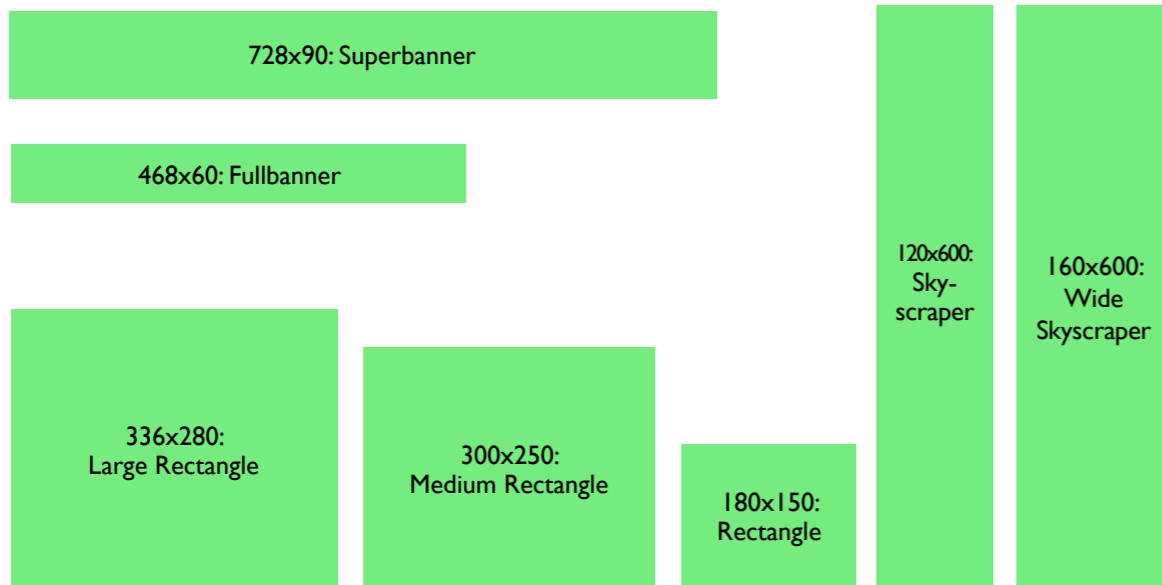 728x90: Superbanner
468x60: Fullbanner
336x280:
Large Rectangle
300x250:
Medium Rectangle
180x150:
Rectangle
120x600:
Sky-
scraper
160x600:
Wide
Skyscraper